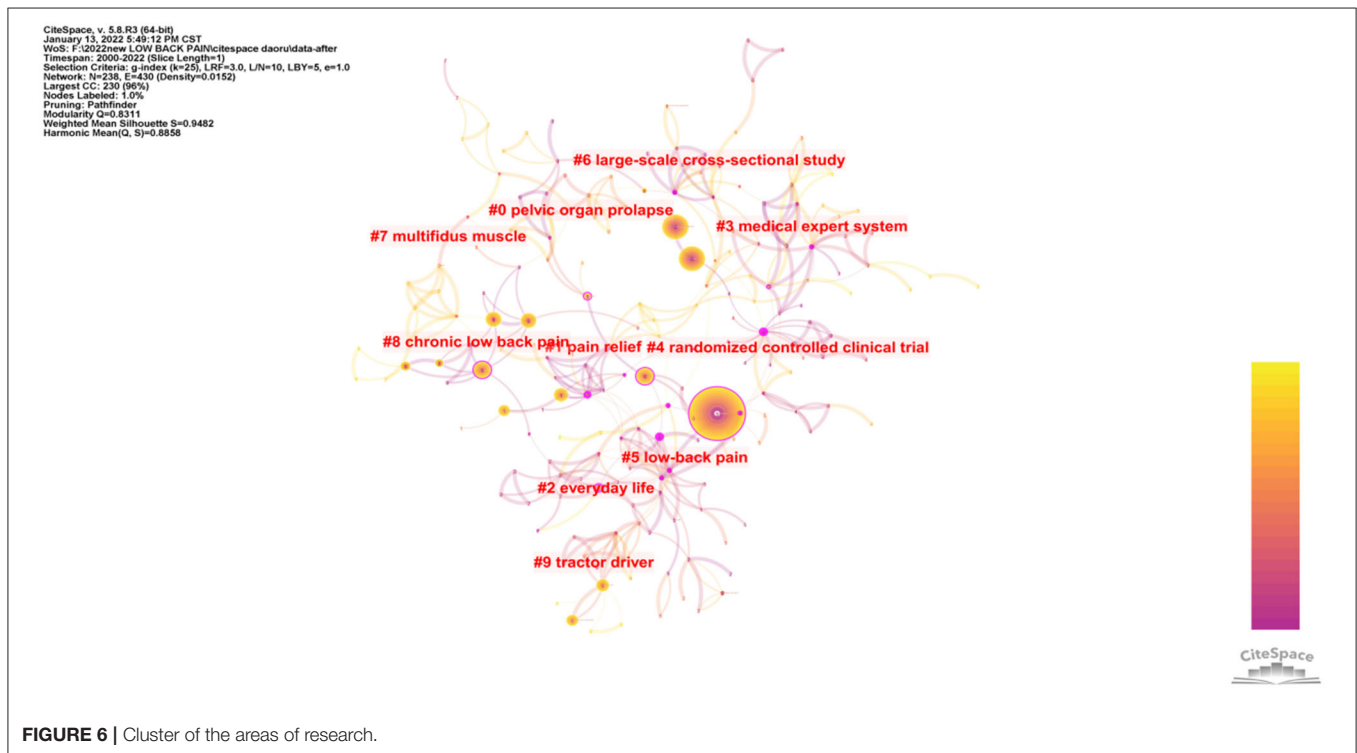 CiteSpace, v. 5.8.R3 (64-bit)
January 13, 2022 5:49:12 PM CST
WoS: F:\2022new LOW BACK PAIN\citespace daoru\data-after
Timespan: 2000-2022 (Slice Length=1)
Selection Criteria: g-index (k=25), LRF=3.0, L/N=10, LBY=5, e=1.0
Network: N=238, E=430 (Density=0.0152)
Largest CC: 230 (96%)
Nodes Labeled: 1.0%
Pruning: Pathfinder
Modularity Q=0.8311
Weighted Mean Silhouette S=0.9482
Harmonic Mean(Q, S)=0.8858
#6 large-scale cross-sectional study
#0 pelvic organ prolapse
#3 medical expert system
#7 multifidus muscle
#8 chronic low back pain
#1 pain relief
#4 randomized controlled clinical trial
#5 low-back pain
#2 everyday life
#9 tractor driver
CiteSpace
FIGURE 6 | Cluster of the areas of research.